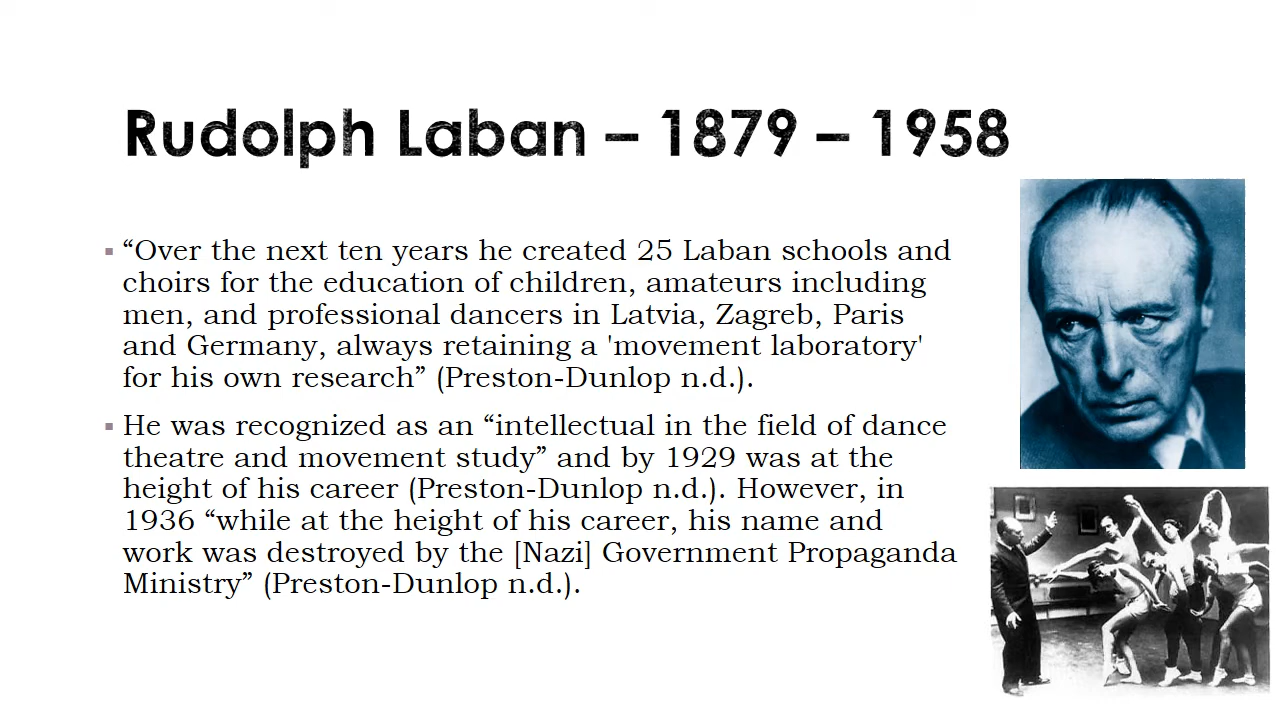 Rudolph Laban – 1879 – 1958
“Over the next ten years he created 25 Laban schools and
choirs for the education of children, amateurs including
men, and professional dancers in Latvia, Zagreb, Paris
and Germany, always retaining a 'movement laboratory'
for his own research” (Preston-Dunlop n.d.).
He was recognized as an “intellectual in the field of dance
theatre and movement study” and by 1929 was at the
height of his career (Preston-Dunlop n.d.). However, in
1936 “while at the height of his career, his name and
work was destroyed by the [Nazi] Government Propaganda
Ministry” (Preston-Dunlop n.d.).